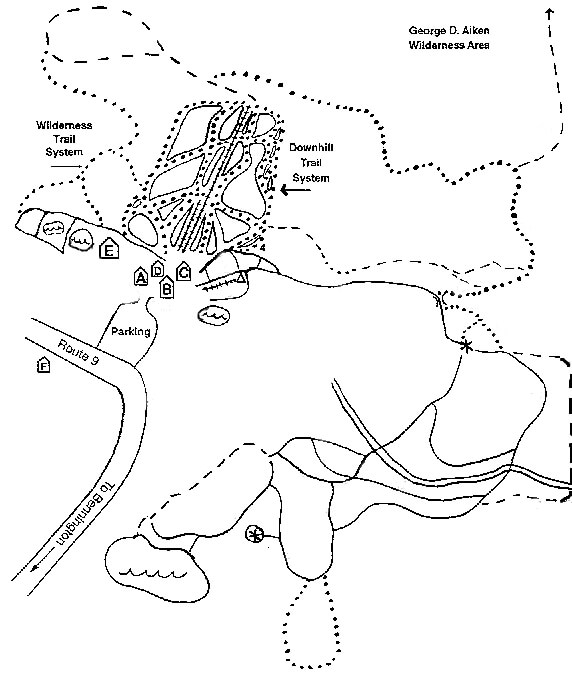 George D. Aiken
Wilderness Area
Wilderness
Trail
System
Downhill
Trail
System
E
A
D
C
B
Parking
Route 9
F
To Bennington